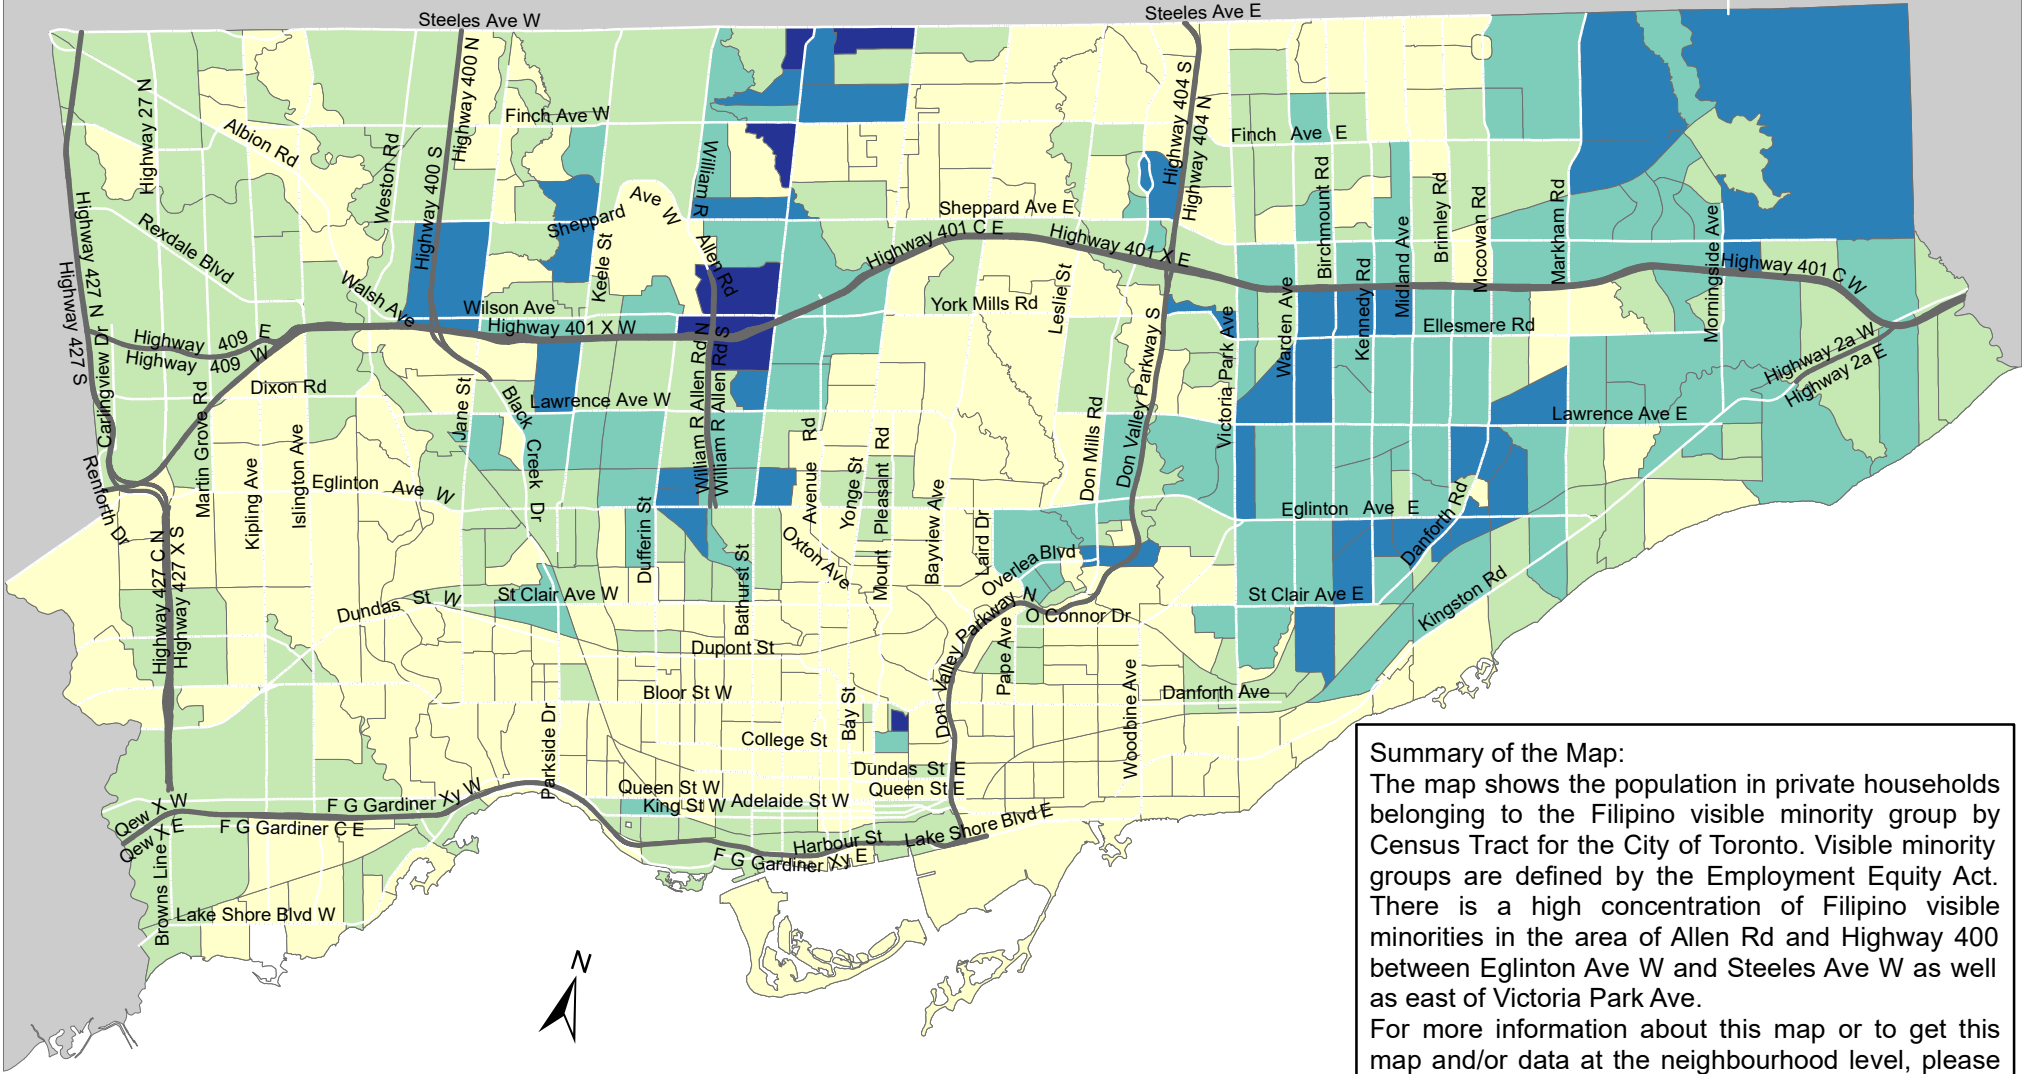 Steeles Ave W
Steeles Ave E
Highway 400 N
Highway 404 S
Highway 404 N
Highway 27 N
Albion Rd
Finch Ave W
Finch Ave E
Weston Rd
Highway 400 S
William R
Sheppard Ave W
Sheppard Ave E
Birchmount Rd
Midland Ave
Brimley Rd
Mccowan Rd
Markham Rd
Morningside Ave
Highway 427 N
Highway 427 S
Rexdale Blvd
Walsh Ave
Keele St
Allen Rd
Highway 401 C E
Highway 401 X E
Highway 401 C W
Wilson Ave
Highway 401 X W
York Mills Rd
Leslie St
Warden Ave
Kennedy Rd
Ellesmere Rd
Highway 409 E
Highway 409 W
Carlingview Dr
Martin Grove Rd
Dixon Rd
Jane St
Black Creek Dr
Lawrence Ave W
William R Allen Rd N
William R Allen Rd S
Don Valley Parkway S
Victoria Park Ave
Highway 2a W
Highway 2a E
Lawrence Ave E
Renforth Dr
Kipling Ave
Islington Ave
Eglinton Ave W
Dufferin St
Avenue Rd
Yonge St
Mount Pleasant Rd
Bayview Ave
Laird Dr
Don Mills Rd
Eglinton Ave E
Danforth Rd
Highway 427 C N
Highway 427 X S
Oxton Ave
Overlea Blvd
Bathurst St
Dundas St W
St Clair Ave W
St Clair Ave E
Kingston Rd
Don Valley Parkway N
O Connor Dr
Pape Ave
Dupont St
Bloor St W
Danforth Ave
Woodbine Ave
Parkside Dr
Bay St
College St
Dundas St E
Queen St W
Queen St E
King St W
Adelaide St W
Qew X W
Qew X E
F G Gardiner Xy W
F G Gardiner C E
Harbour St
Lake Shore Blvd E
F G Gardiner Xy E
Browns Line
Lake Shore Blvd W
N
Summary of the Map:
The map shows the population in private households
belonging to the Filipino visible minority group by
Census Tract for the City of Toronto. Visible minority
groups are defined by the Employment Equity Act.
There is a high concentration of Filipino visible
minorities in the area of Allen Rd and Highway 400
between Eglinton Ave W and Steeles Ave W as well
as east of Victoria Park Ave.
For more information about this map or to get this
map and/or data at the neighbourhood level, please